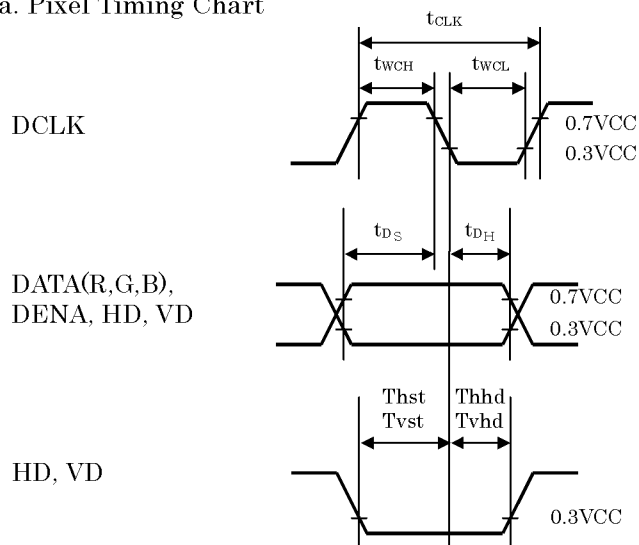 a. Pixel Timing Chart
tCLK
tWCH
tWCL
DCLK
0.7VCC
0.3VCC
tDS
tDH
DATA(R,G,B),
DENA, HD, VD
0.7VCC
0.3VCC
Thst
Thhd
Tvst
Tvhd
HD, VD
0.3VCC